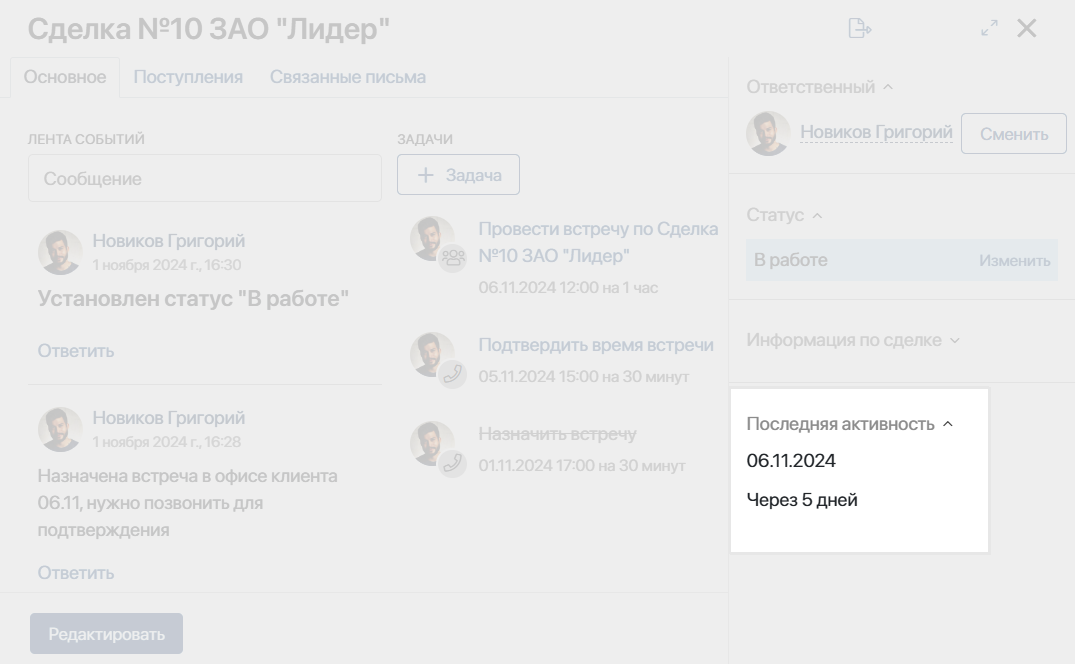 Сделка №10 ЗАО "Лидер"
Основное
Поступления
Связанные письма
ЛЕНТА СОБЫТИЙ
Сообщение
Новиков Григорий
1 ноября 2024 г., 16:30
Установлен статус "В работе"
Ответить
Новиков Григорий
1 ноября 2024 г., 16:28
Назначена встреча в офисе клиента
06.11, нужно позвонить для
подтверждения
Ответить
Редактировать
ЗАДАЧИ
Задача
Провести встречу по Сделка
№10 ЗАО "Лидер"
06.11.2024 12:00 на 1 час
Подтвердить время встречи
05.11.2024 15:00 на 30 минут
Назначить встречу
01.11.2024 17:00 на 30 минут
Ответственный
Новиков Григорий
Сменить
Статус
В работе
Изменить
Информация по сделке
Последняя активность
06.11.2024
Через 5 дней